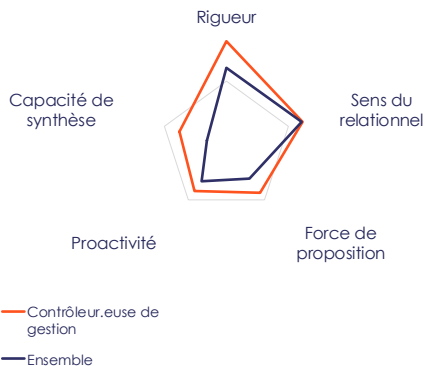 Rigueur
Capacité de
synthèse
Sens du
relationnel
Proactivité
Force de
proposition
Contrôleur.euse de
gestion
Ensemble